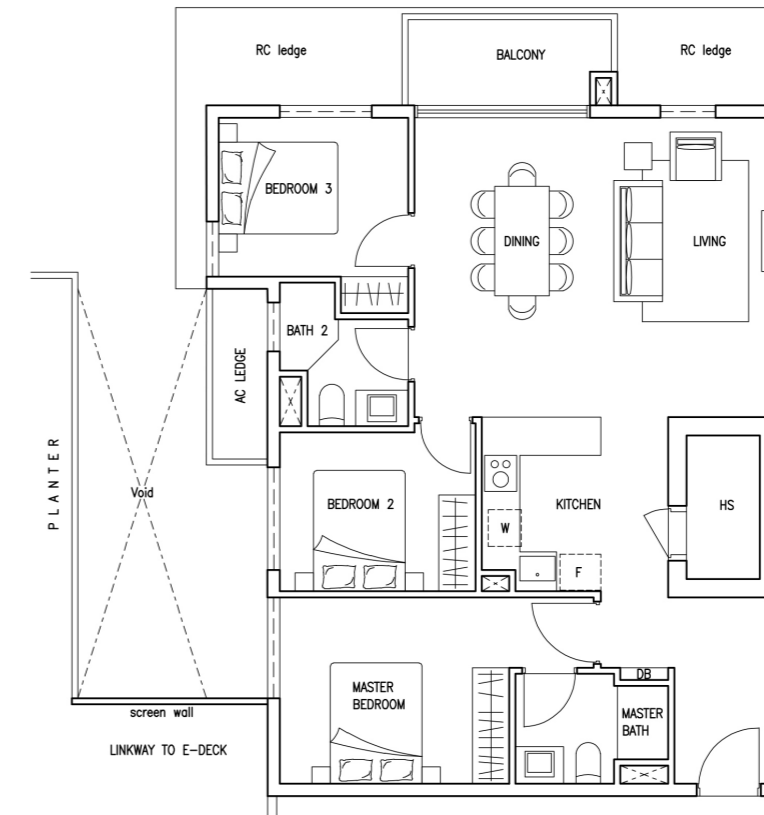 RC ledge
BALCONY
RC ledge
BEDROOM 3
DINING
LIVING
BATH 2
AC LEDGE
PLANTER
Void
BEDROOM 2
W
KITCHEN
F
HS
MASTER
BEDROOM
DB
MASTER
BATH
screen wall
LINKWAY TO E-DECK